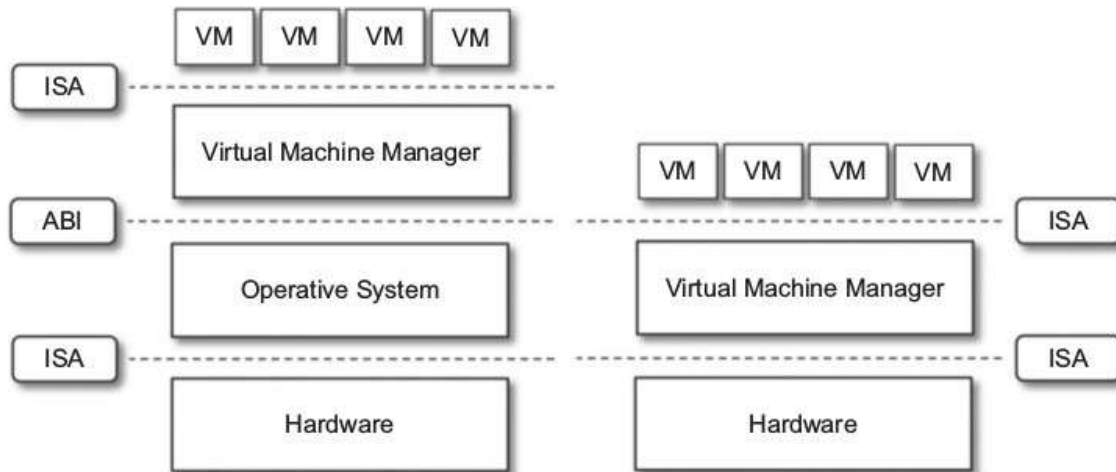 VM VM VM VM
ISA
Virtual Machine Manager
VM VM VM VM
ABI
ISA
Operative System
Virtual Machine Manager
ISA
ISA
Hardware
Hardware